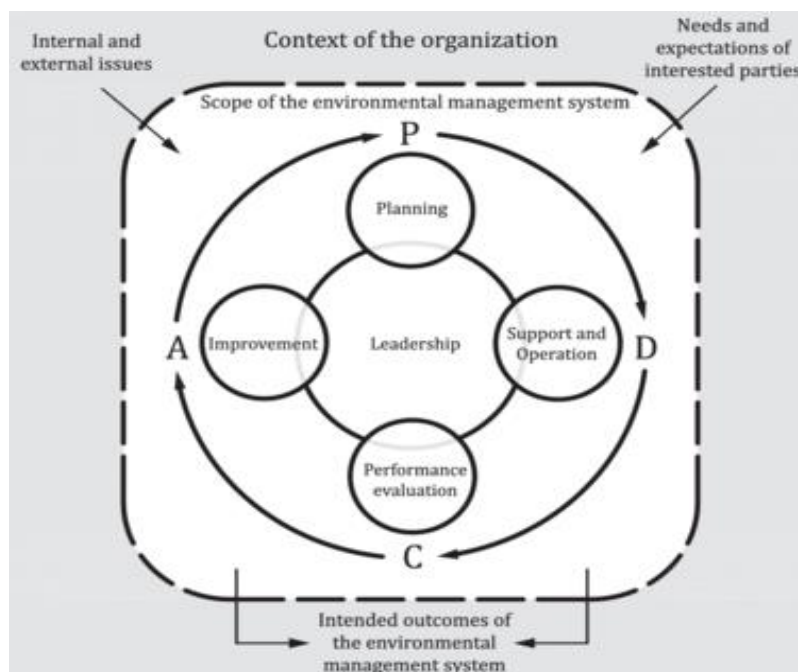 Internal and
external issues
Context of the organization
Needs and
expectations of
interested parties
Scope of the environmental management system
P
Planning
A
Improvement
Leadership
Support and
Operation
D
Performance
evaluation
C
Intended outcomes of
the environmental
management system